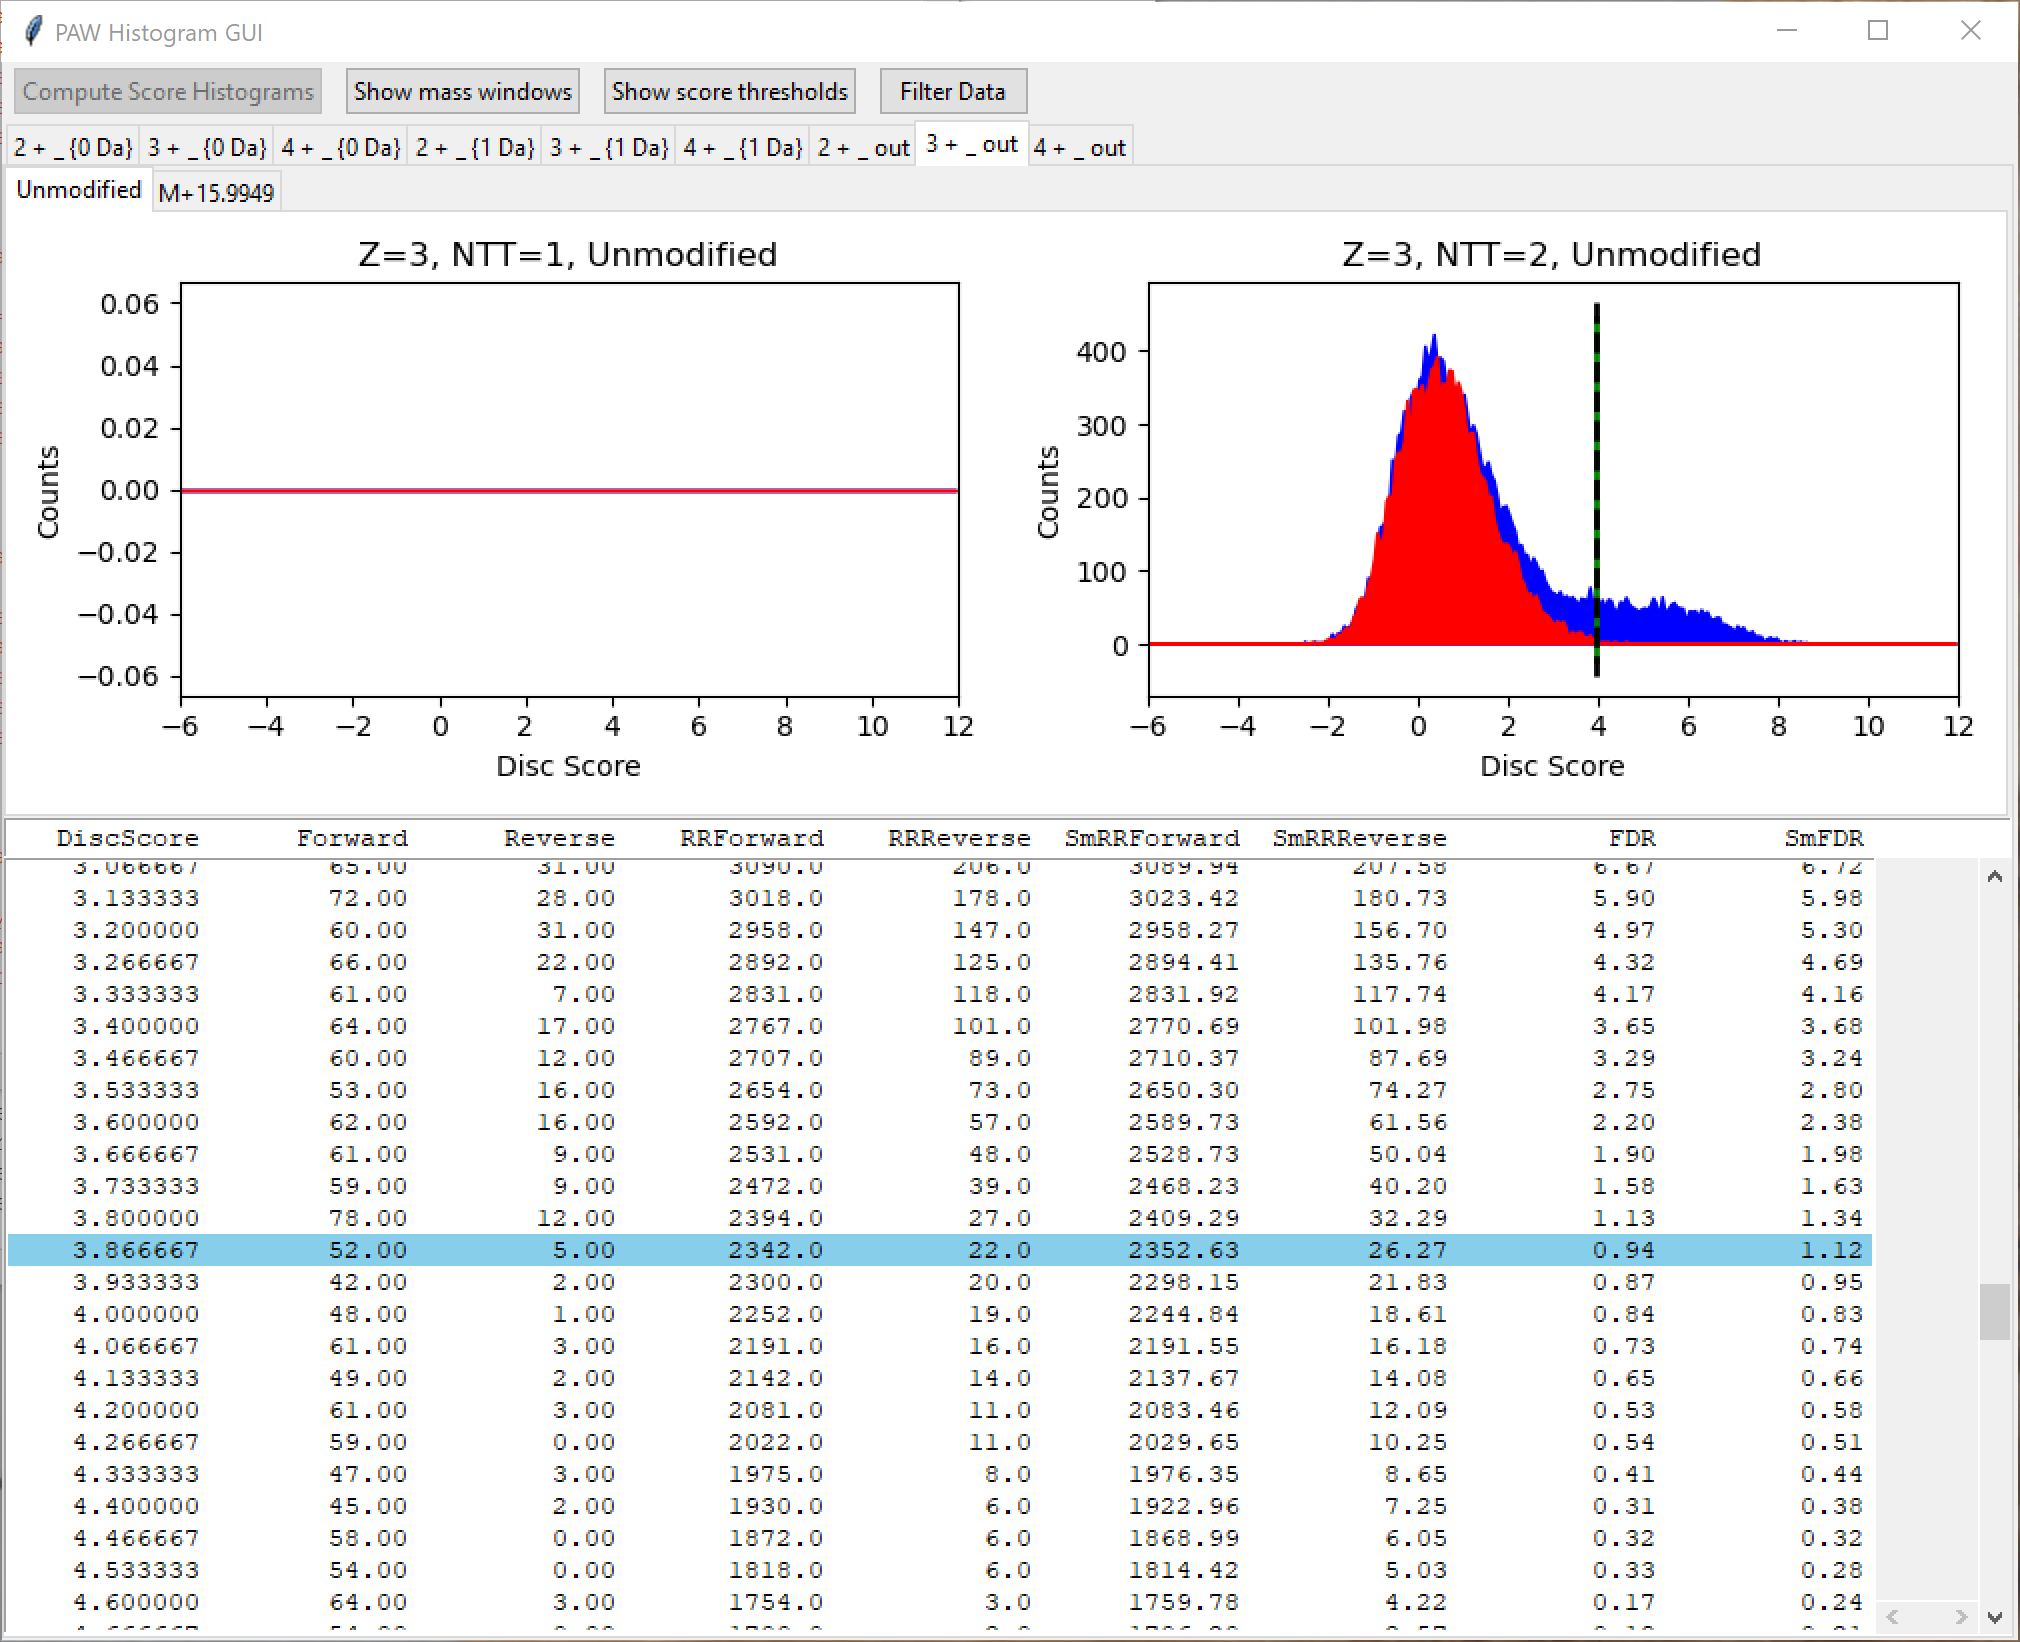 PAW Histogram GUI
Compute Score Histograms Show mass windows Show score thresholds Filter Data
2 + _ {0 Da} 3 + _ {0 Da} 4 + _ {0 Da} 2 + _ {1 Da} 3 + _ {1 Da} 4 + _ {1 Da} 2 + _ out 3 + _ out 4 + _ out
Unmodified M+15.9949
Z=3, NTT=1, Unmodified
0.06
0.04
0.02
0.00
−0.02
−0.04
−0.06
Counts
−6 −4 −2 0 2 4 6 8 10 12
Disc Score
Z=3, NTT=2, Unmodified
400
300
200
100
0
Counts
−6 −4 −2 0 2 4 6 8 10 12
Disc Score
DiscScore Forward Reverse RRForward RRReverse SmRRForward SmRRReverse FDR SmFDR
3.066667 65.00 31.00 3090.0 206.0 3089.94 207.58 6.67 6.72
3.133333 72.00 28.00 3018.0 178.0 3023.42 180.73 5.90 5.98
3.200000 60.00 31.00 2958.0 147.0 2958.27 156.70 4.97 5.30
3.266667 66.00 22.00 2892.0 125.0 2894.41 135.76 4.32 4.69
3.333333 61.00 7.00 2831.0 118.0 2831.92 117.74 4.17 4.16
3.400000 64.00 17.00 2767.0 101.0 2770.69 101.98 3.65 3.68
3.466667 60.00 12.00 2707.0 89.0 2710.37 87.69 3.29 3.24
3.533333 53.00 16.00 2654.0 73.0 2650.30 74.27 2.75 2.80
3.600000 62.00 16.00 2592.0 57.0 2589.73 61.56 2.20 2.38
3.666667 61.00 9.00 2531.0 48.0 2528.73 50.04 1.90 1.98
3.733333 59.00 9.00 2472.0 39.0 2468.23 40.20 1.58 1.63
3.800000 78.00 12.00 2394.0 27.0 2409.29 32.29 1.13 1.34
3.866667 52.00 5.00 2342.0 22.0 2352.63 26.27 0.94 1.12
3.933333 42.00 2.00 2300.0 20.0 2298.15 21.83 0.87 0.95
4.000000 48.00 1.00 2252.0 19.0 2244.84 18.61 0.84 0.83
4.066667 61.00 3.00 2191.0 16.0 2191.55 16.18 0.73 0.74
4.133333 49.00 2.00 2142.0 14.0 2137.67 14.08 0.65 0.66
4.200000 61.00 3.00 2081.0 11.0 2083.46 12.09 0.53 0.58
4.266667 59.00 0.00 2022.0 11.0 2029.65 10.25 0.54 0.51
4.333333 47.00 3.00 1975.0 8.0 1976.35 8.65 0.41 0.44
4.400000 45.00 2.00 1930.0 6.0 1922.96 7.25 0.31 0.38
4.466667 58.00 0.00 1872.0 6.0 1868.99 6.05 0.32 0.32
4.533333 54.00 0.00 1818.0 6.0 1814.42 5.03 0.33 0.28
4.600000 64.00 3.00 1754.0 3.0 1759.78 4.22 0.17 0.24